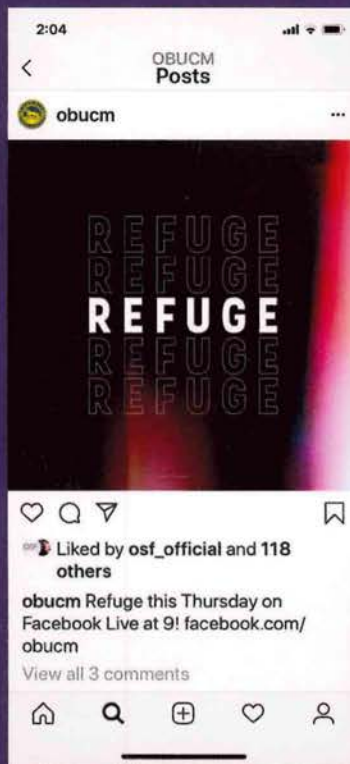 2:04
OBUCM
Posts
obucm
REFUGE
REFUGE
REFUGE
REFUGE
REFUGE
Liked by osf_official and 118
others
obucm Refuge this Thursday on
Facebook Live at 9! facebook.com/
obucm
View all 3 comments